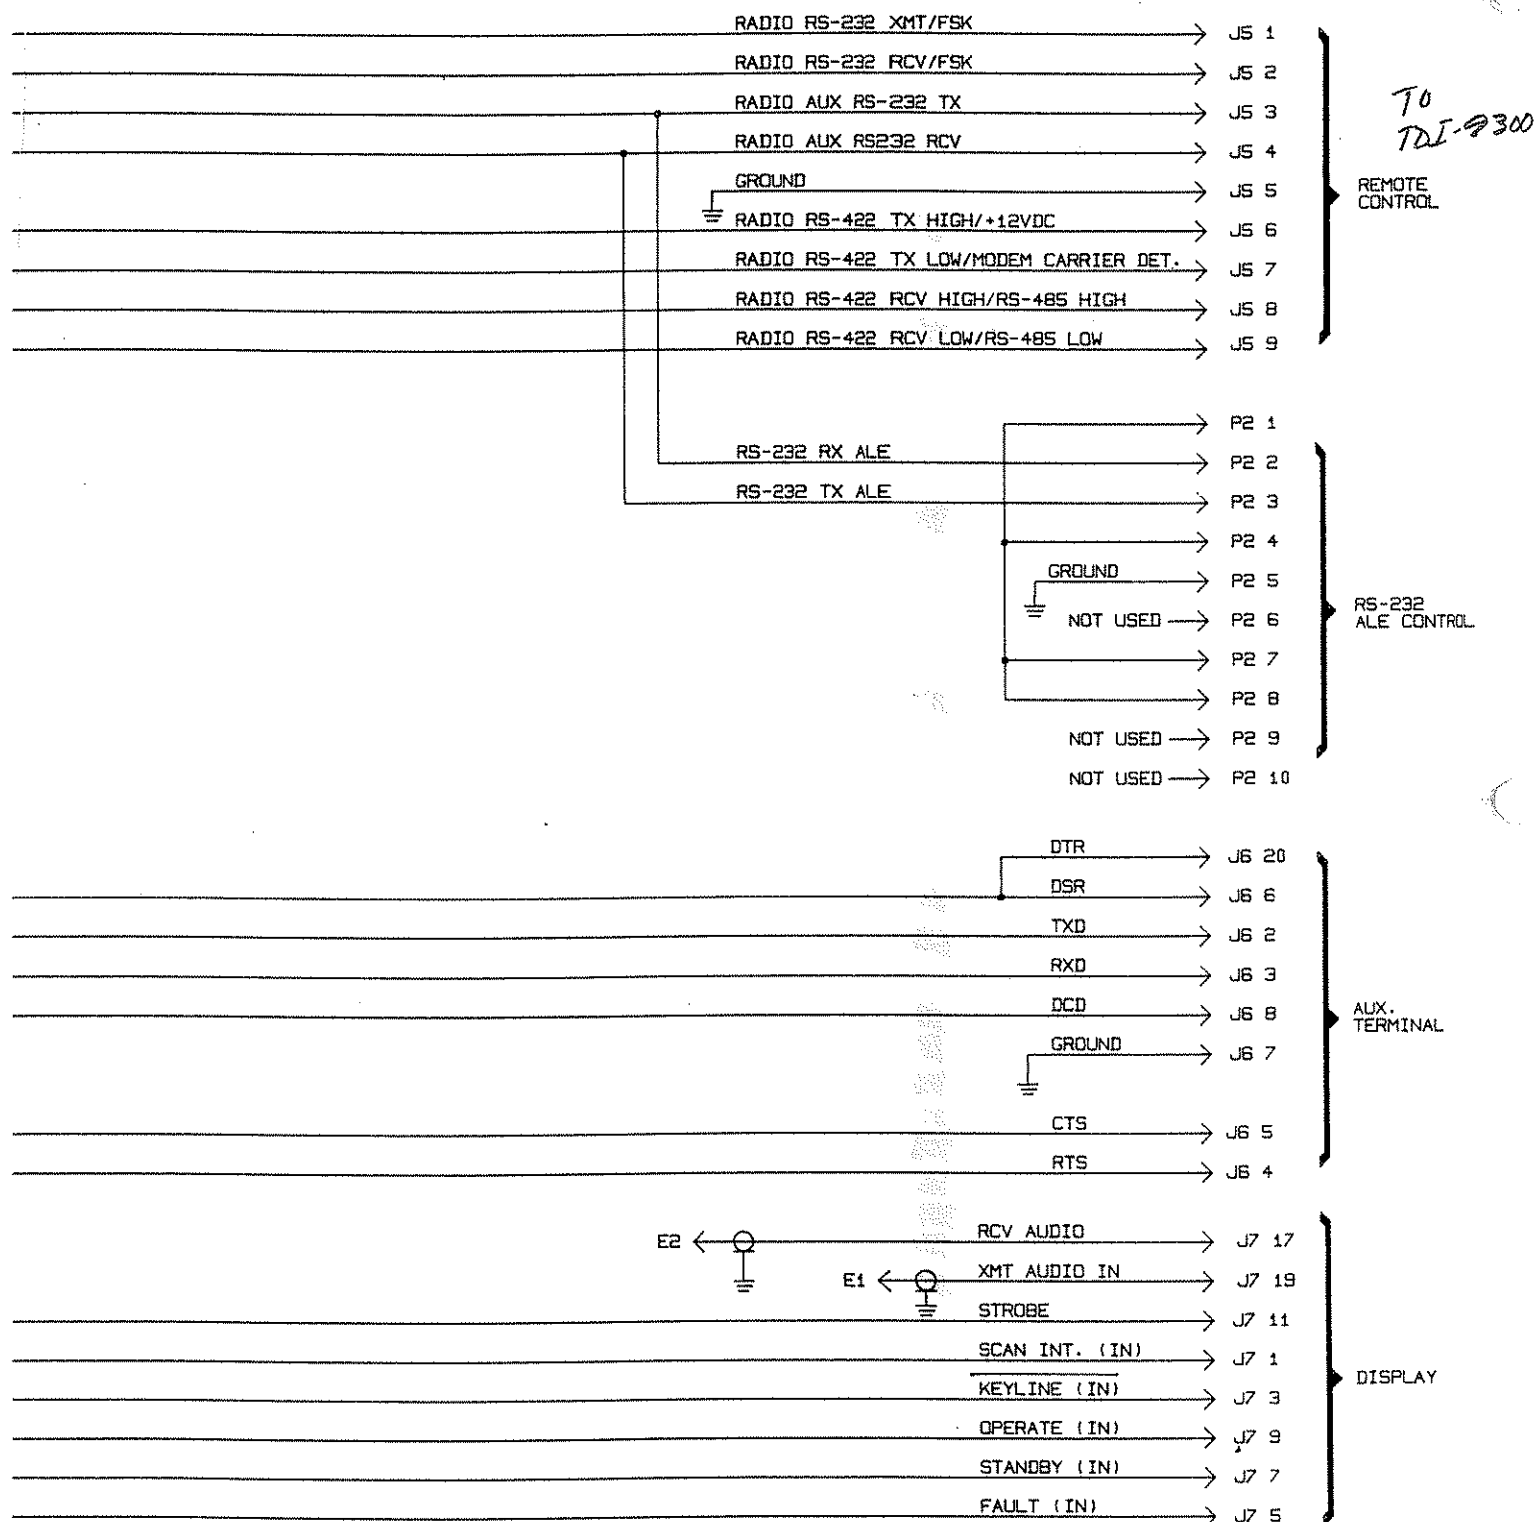 RADIO RS-232 XMT/FSK J5 1
RADIO RS-232 RCV/FSK J5 2
RADIO AUX RS-232 TX J5 3
RADIO AUX RS232 RCV J5 4
TO
GROUND J5 5
REMOTE
CONTROL
RADIO RS-422 TX HIGH/+12VDC J5 6
RADIO RS-422 TX LOW/MODEM CARRIER DET. J5 7
RADIO RS-422 RCV HIGH/RS-485 HIGH J5 8
RADIO RS-422 RCV LOW/RS-485 LOW J5 9
P2 1
RS-232 RX ALE P2 2
RS-232 TX ALE P2 3
P2 4
GROUND P2 5
NOT USED P2 6
RS-232
ALE CONTROL
P2 7
P2 8
NOT USED P2 9
NOT USED P2 10
DTR J6 20
DSR J6 6
TXD J6 2
RXD J6 3
DCD J6 8
AUX.
TERMINAL
GROUND J6 7
CTS J6 5
RTS J6 4
E2 RCV AUDIO J7 17
E1 XMT AUDIO IN J7 19
STROBE J7 11
SCAN INT. (IN) J7 1
KEYLINE (IN) J7 3
DISPLAY
OPERATE (IN) J7 9
STANDBY (IN) J7 7
FAULT (IN) J7 5